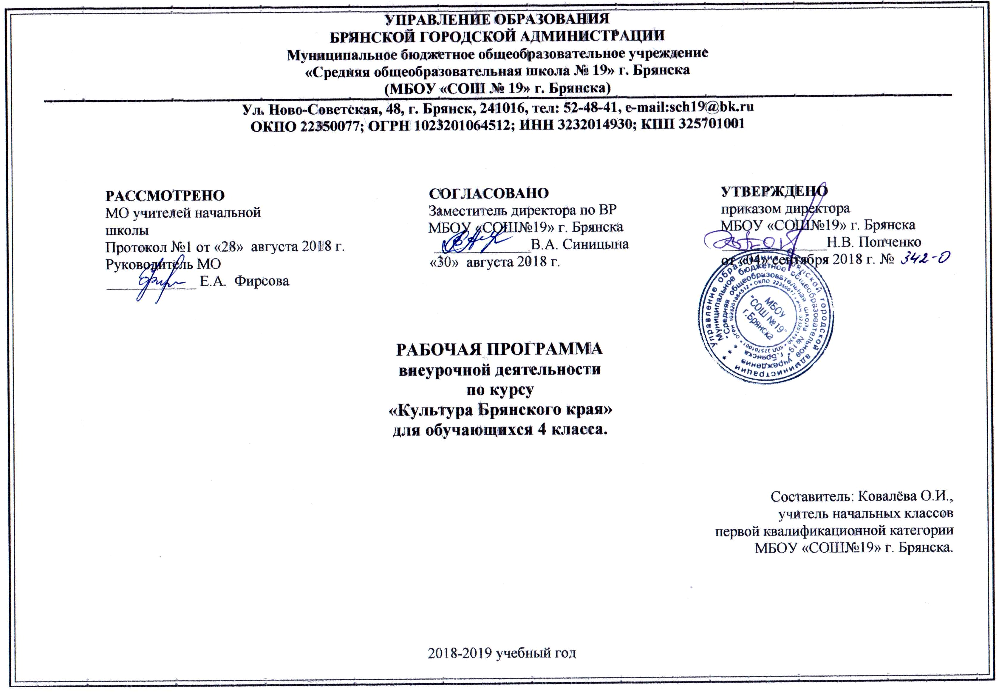 УПРАВЛЕНИЕ ОБРАЗОВАНИЯ
БРЯНСКОЙ ГОРОДСКОЙ АДМИНИСТРАЦИИ
Муниципальное бюджетное общеобразовательное учреждение
«Средняя общеобразовательная школа № 19» г. Брянска
(МБОУ «СОШ № 19» г. Брянска)
Ул. Ново-Советская, 48, г. Брянск, 241016, тел: 52-48-41, e-mail:sch19@bk.ru
ОКПО 22350077; ОГРН 1023201064512; ИНН 3232014930; КПП 325701001
РАССМОТРЕНО
МО учителей начальной
школы
Протокол №1 от «28» августа 2018 г.
Руководитель МО
______________ Е.А. Фирсова
СОГЛАСОВАНО
Заместитель директора по ВР
МБОУ «СОШ№19» г. Брянска
______________В.А. Синицына
«30» августа 2018 г.
УТВЕРЖДЕНО
приказом директора
МБОУ «СОШ№19» г. Брянска
______________Н.В. Попченко
от «04» сентября 2018 г. № 342-О
Управление образования Брянской городской администрации
Муниципальное бюджетное общеобразовательное учреждение
"Средняя общеобразовательная школа № 19" г.Брянска
ОГРН 1023201064512 * ОКПО 22350077 * ИНН 3232014930 * КПП 325701001
МБОУ
"СОШ № 19"
г.Брянска
РАБОЧАЯ ПРОГРАММА
внеурочной деятельности
по курсу
«Культура Брянского края»
для обучающихся 4 класса.
Составитель: Ковалёва О.И.,
учитель начальных классов
первой квалификационной категории
МБОУ «СОШ№19» г. Брянска.
2018-2019 учебный год